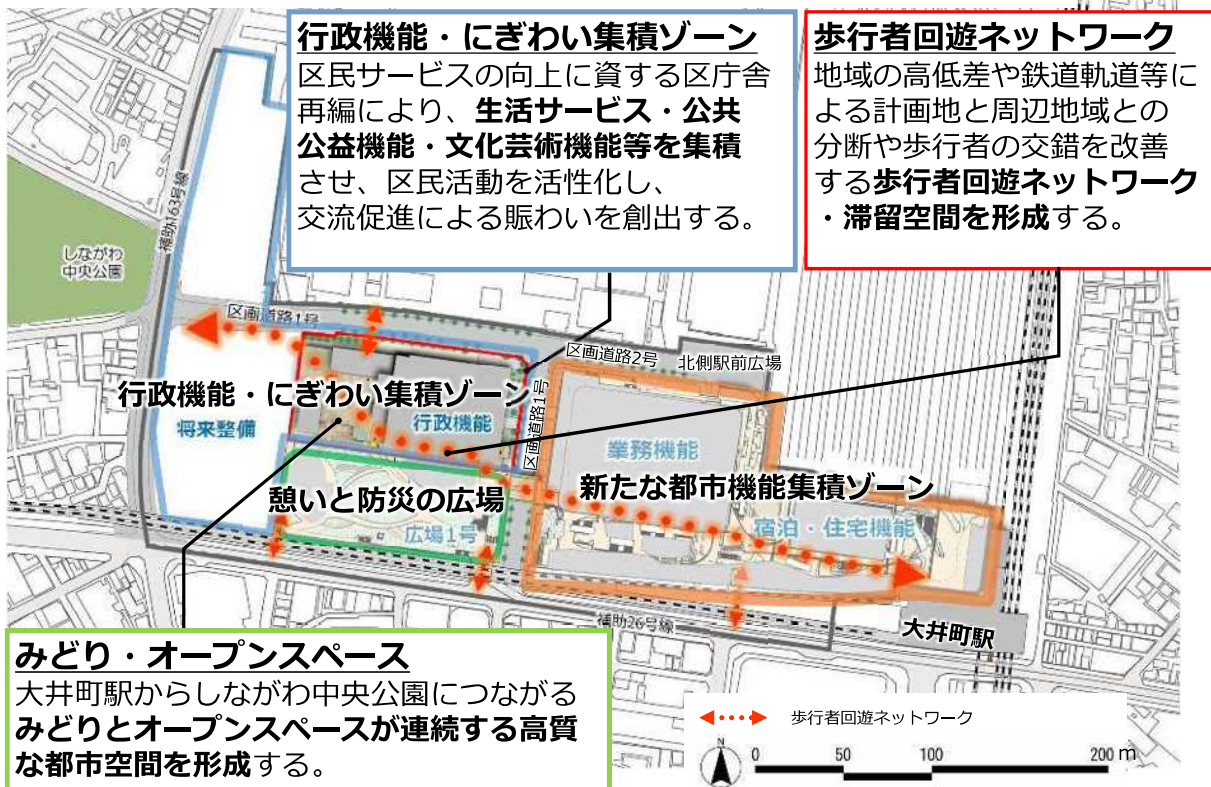 行政機能・にぎわい集積ゾーン
区民サービスの向上に資する区庁舎
再編により、生活サービス・公共
公益機能・文化芸術機能等を集積
させ、区民活動を活性化し、
交流促進による賑わいを創出する。
歩行者回遊ネットワーク
地域の高低差や鉄道軌道等に
よる計画地と周辺地域との
分断や歩行者の交錯を改善
する歩行者回遊ネットワーク
・滞留空間を形成する。
補助163号線
しながわ
中央公園
区画道路1号
区画道路2号
北側駅前広場
行政機能・にぎわい集積ゾーン
将来整備
行政機能
区画道路1号
業務機能
新たな都市機能集積ゾーン
憩いと防災の広場
広場1号
宿泊・住宅機能
補助26号線
大井町駅
みどり・オープンスペース
大井町駅からしながわ中央公園につながる
みどりとオープンスペースが連続する高質
な都市空間を形成する。
歩行者回遊ネットワーク
N
0 50 100 200 m